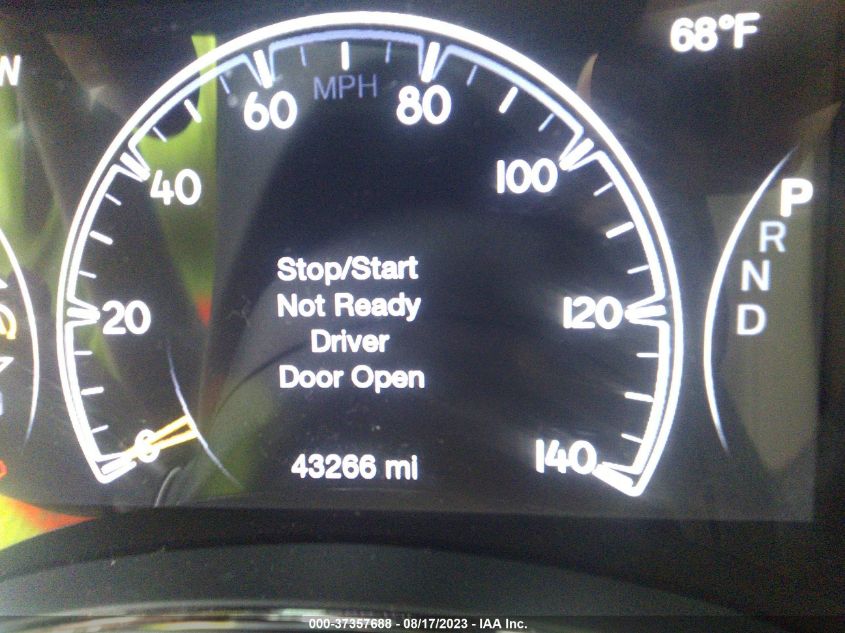 W
68°F
MPH
60
80
40
100
20
120
0
140
Stop/Start
Not Ready
Driver
Door Open
43266 mi
P
R
N
D
000-37357688 - 08/17/2023 - IAA Inc.